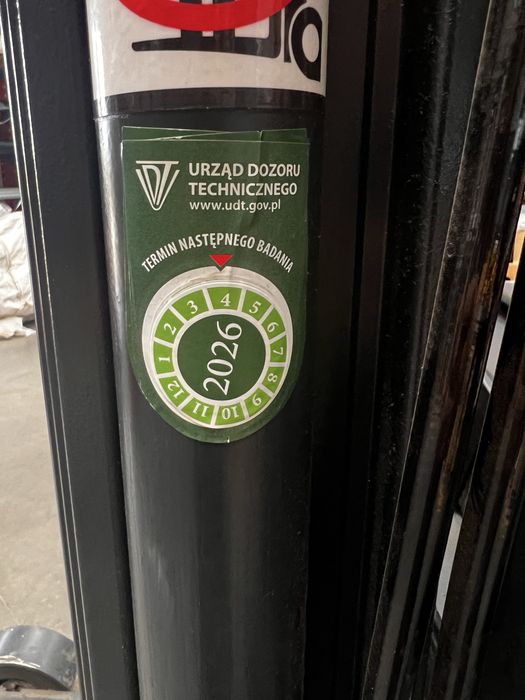 URZĄD DOZORU
TECHNICZNEGO
www.udt.gov.pl
TERMIN NASTĘPNEGO BADANIA
1 2 3 4 5 6 7 8 9 10 11 12
2026